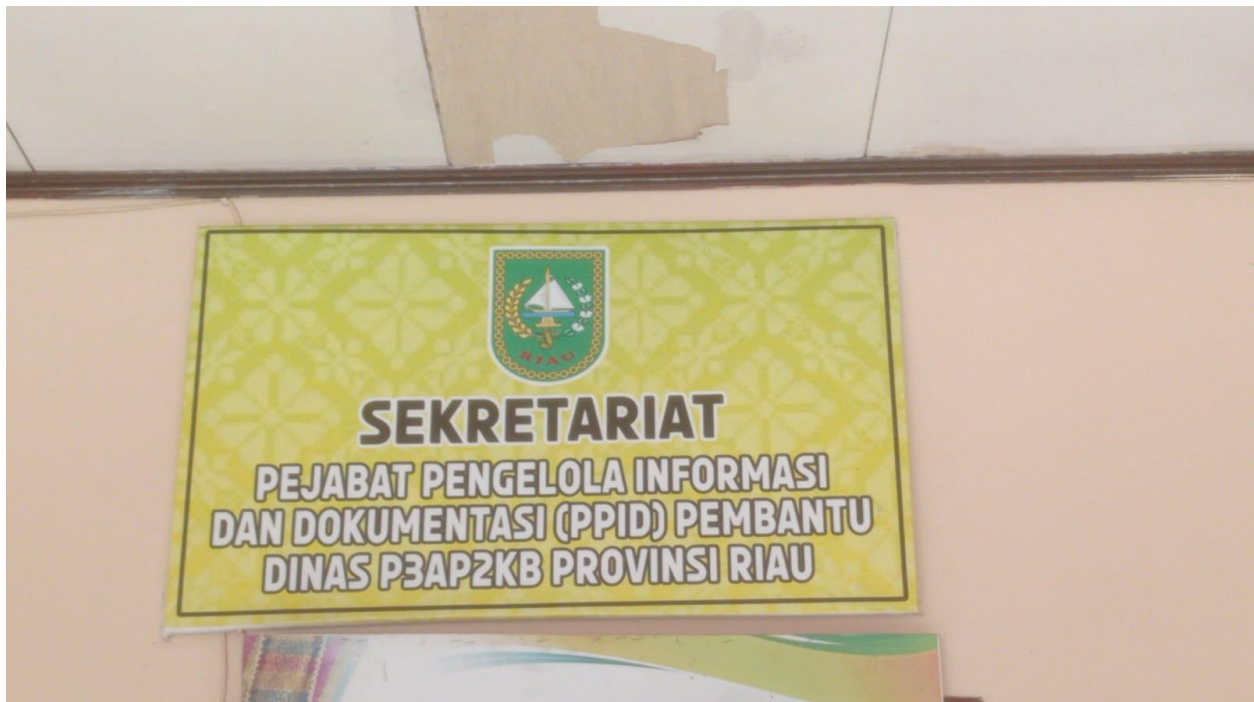 RIAU
SEKRETARIAT
PEJABAT PENGELOLA INFORMASI
DAN DOKUMENTASI (PPID) PEMBANTU
DINAS P3AP2KB PROVINSI RIAU